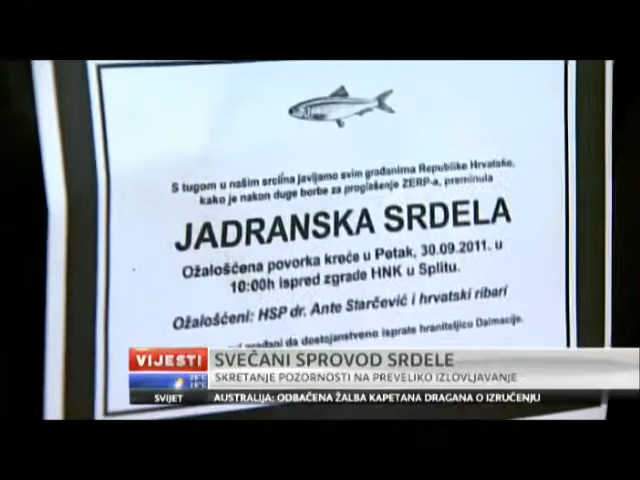 S tugom u našim srcima javljamo svim građanima Republike Hrvatske,
kako je nakon duge borbe za proglašenje ZERP-a, preminula
JADRANSKA SRDELA
Ožalošćena povorka kreće u Petak, 30.09.2011. u
10:00h ispred zgrade HNK u Splitu.
Ožalošćeni: HSP dr. Ante Starčević i hrvatski ribari
građani da dostojanstveno isprate hraniteljicu Dalmacije.
VIJESTI
SVEČANI SPROVOD SRDELE
SKRETANJE POZORNOSTI NA PREVELIKO IZLOVLJAVANJE
SVIJET
AUSTRALIJA: ODBAČENA ŽALBA KAPETANA DRAGANA O IZRUČENJU